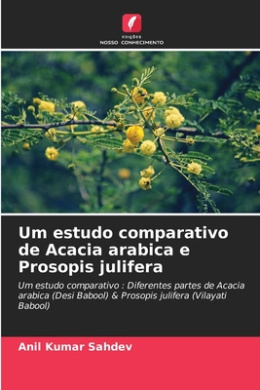 edições
NOSSO CONHECIMENTO
Um estudo comparativo
de Acacia arabica e
Prosopis julifera
Um estudo comparativo : Diferentes partes de Acacia
arabica (Desi Babool) & Prosopis julifera (Vilayati
Babool)
Anil Kumar Sahdev